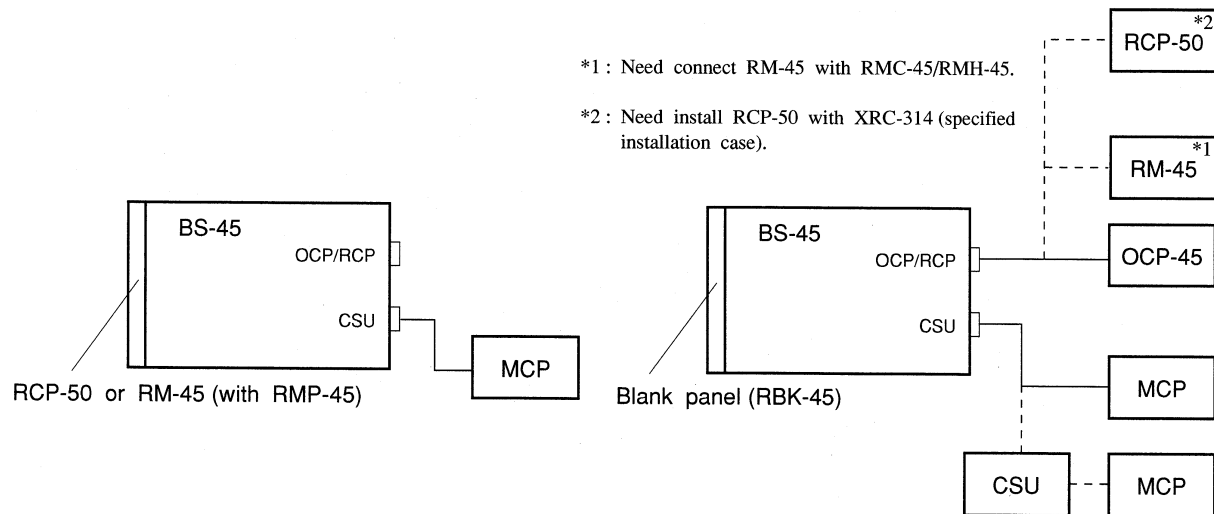 *1 : Need connect RM-45 with RMC-45/RMH-45.
*2 : Need install RCP-50 with XRC-314 (specified
installation case).
BS-45
OCP/RCP
CSU
MCP
RCP-50 or RM-45 (with RMP-45)
BS-45
OCP/RCP
CSU
Blank panel (RBK-45)
RCP-50 *2
RM-45 *1
OCP-45
MCP
CSU
MCP